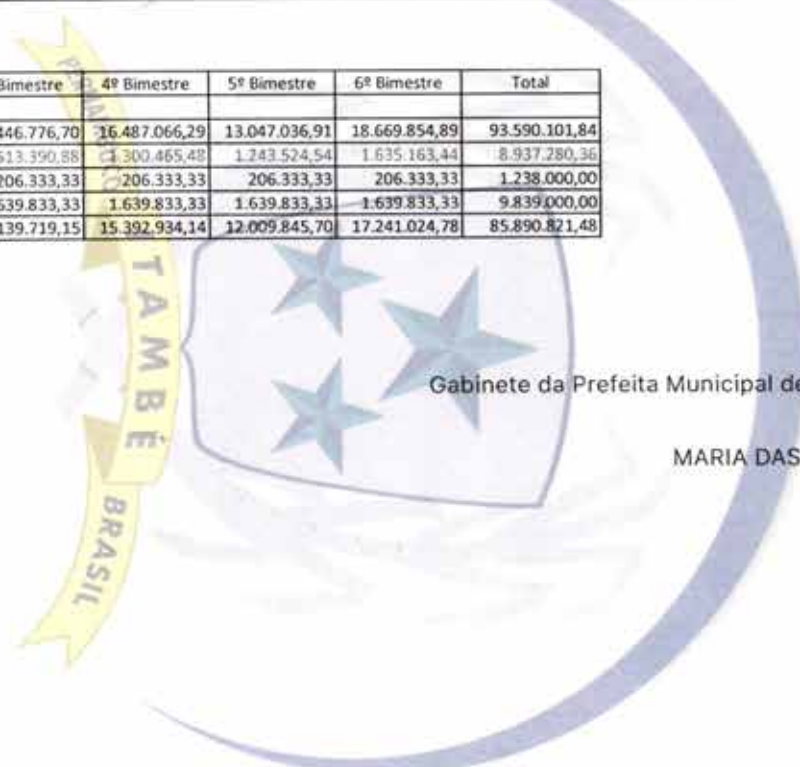 Bimestre 4º Bimestre 5º Bimestre 6º Bimestre Total
446.776,70 16.487.066,29 13.047.036,91 18.669.854,89 93.590.101,84
513.390,88 1.300.465,48 1.243.524,54 1.635.163,44 8.937.280,36
206.333,33 206.333,33 206.333,33 206.333,33 1.238.000,00
639.833,33 1.639.833,33 1.639.833,33 1.639.833,33 9.839.000,00
139.719,15 15.392.934,14 12.009.845,70 17.241.024,78 85.890.821,48
TAMBÉ
BRASIL
Gabinete da Prefeita Municipal de
MARIA DAS